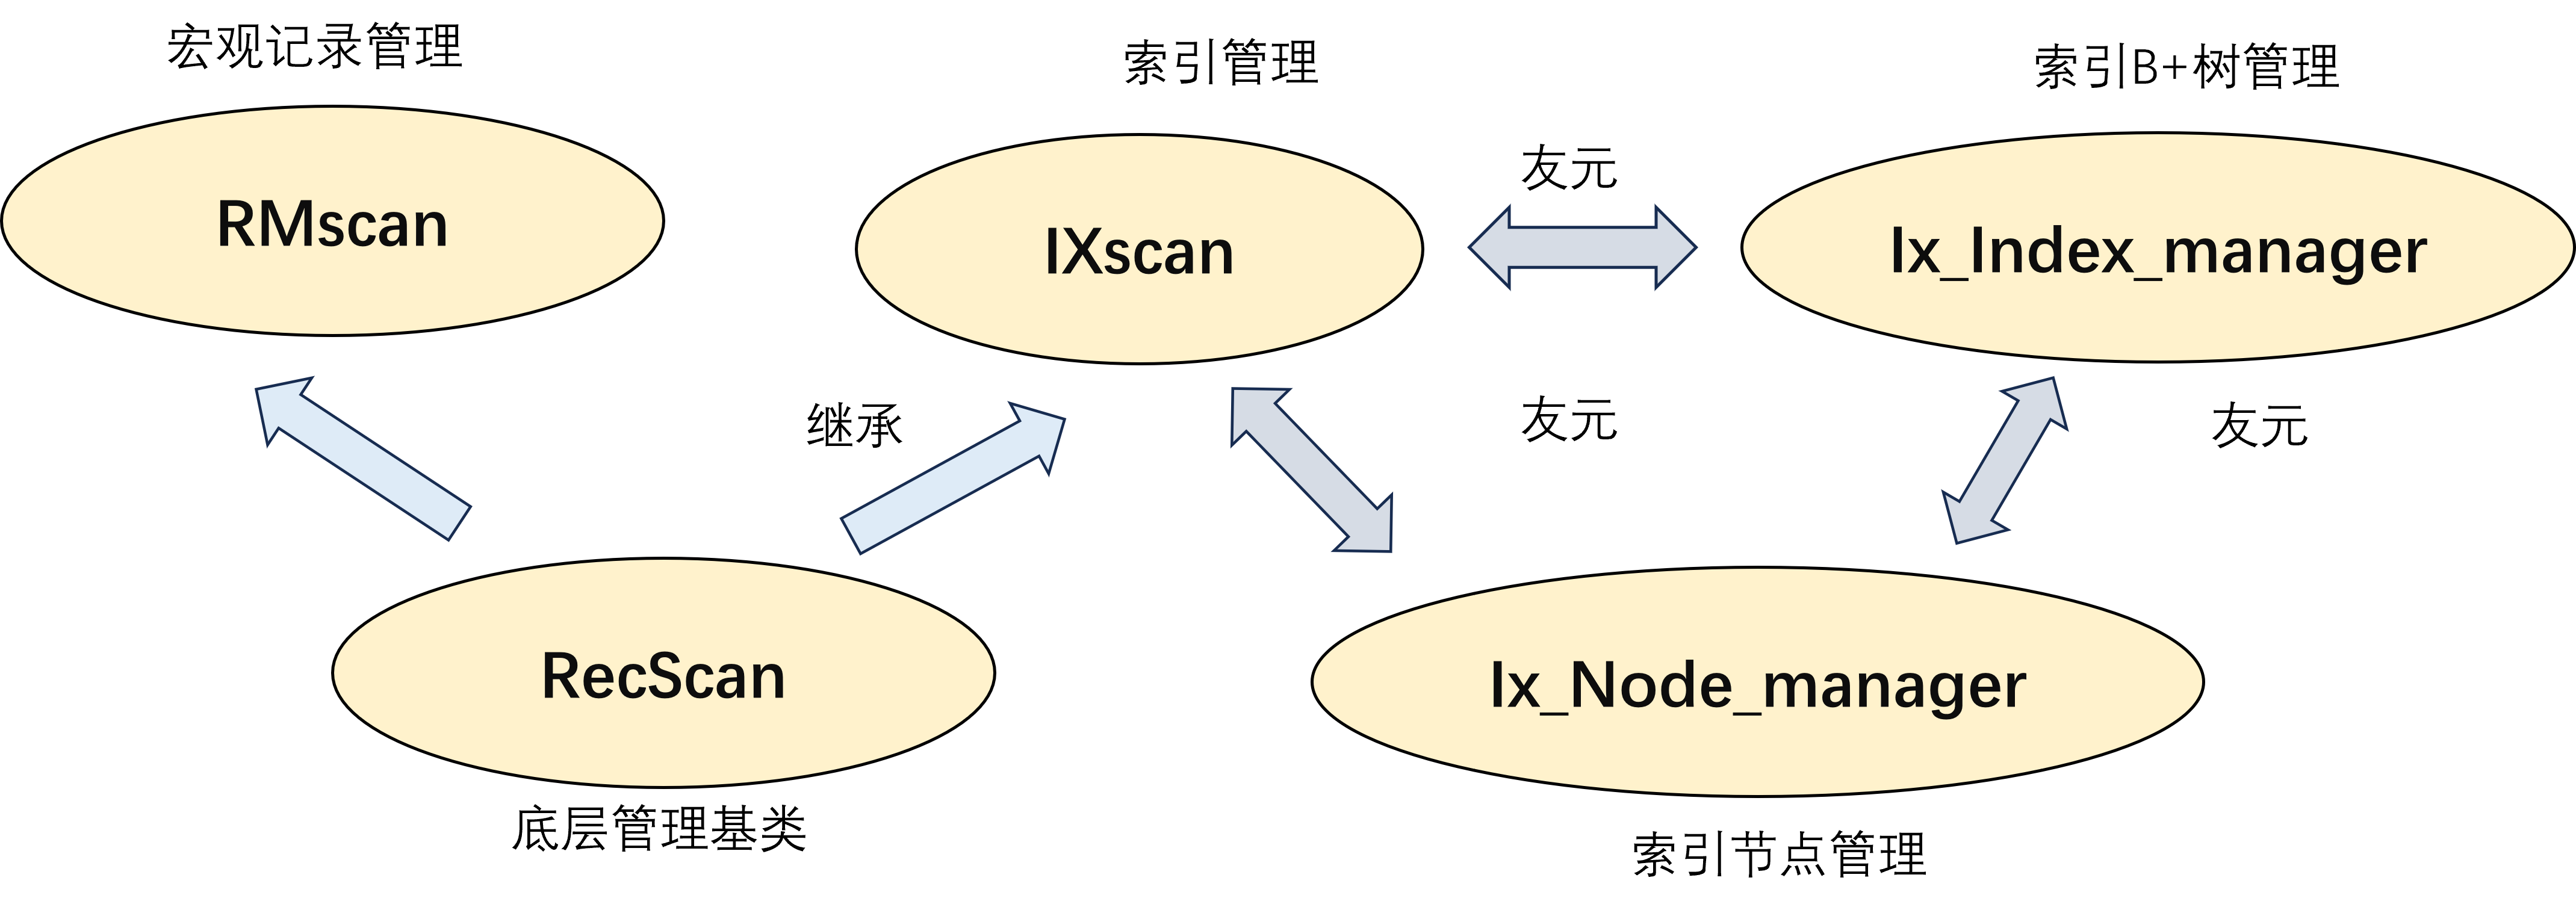 宏观记录管理
索引管理
索引B+树管理
友元
RMscan
IXscan
Ix_Index_manager
继承
友元
友元
RecScan
Ix_Node_manager
底层管理基类
索引节点管理